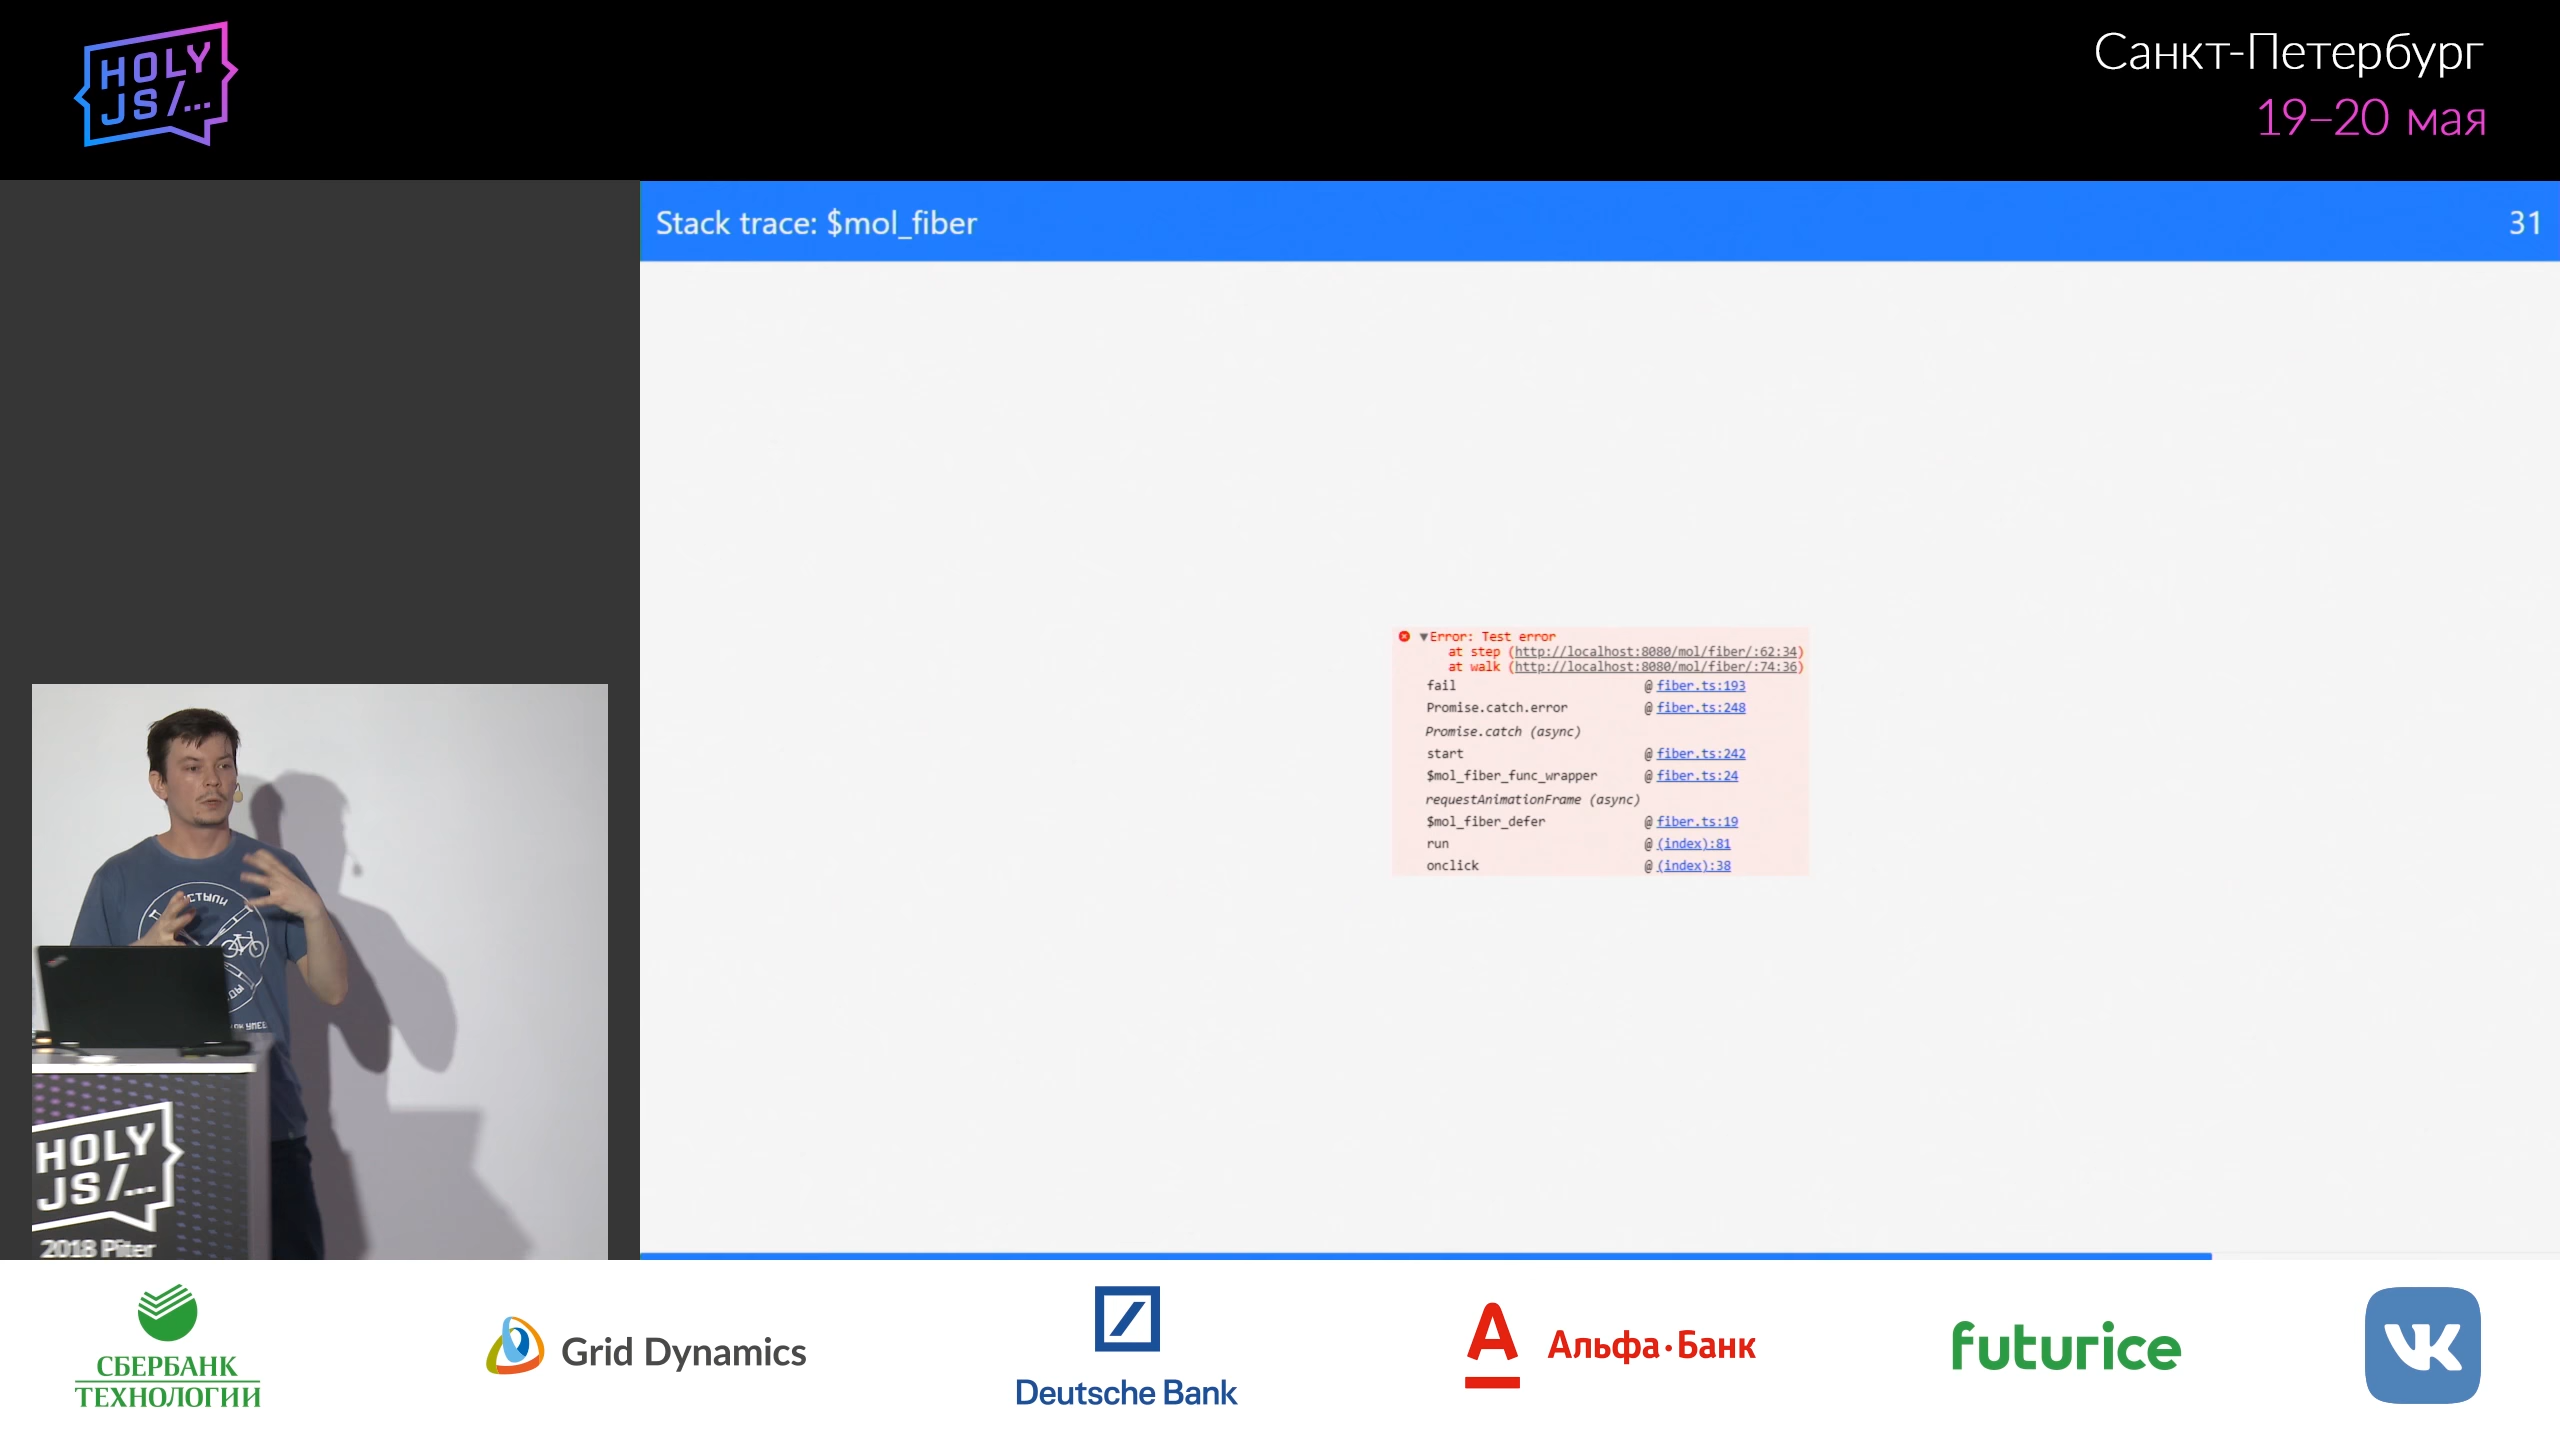 HOLY
JS/...
Санкт-Петербург
19–20 мая
Stack trace: $mol_fiber
31
Error: Test error
at step (http://localhost:8080/mol/fiber/:62:34)
at walk (http://localhost:8080/mol/fiber/:74:36)
fail @ fiber.ts:193
Promise.catch.error @ fiber.ts:248
Promise.catch (async)
start @ fiber.ts:242
$mol_fiber_func_wrapper @ fiber.ts:24
requestAnimationFrame (async)
$mol_fiber_defer @ fiber.ts:19
run @ (index):81
onclick @ (index):38
HOLY
JS/...
2018 Piter
СБЕРБАНК
ТЕХНОЛОГИИ
Grid Dynamics
Deutsche Bank
Альфа·Банк
futurice
VK